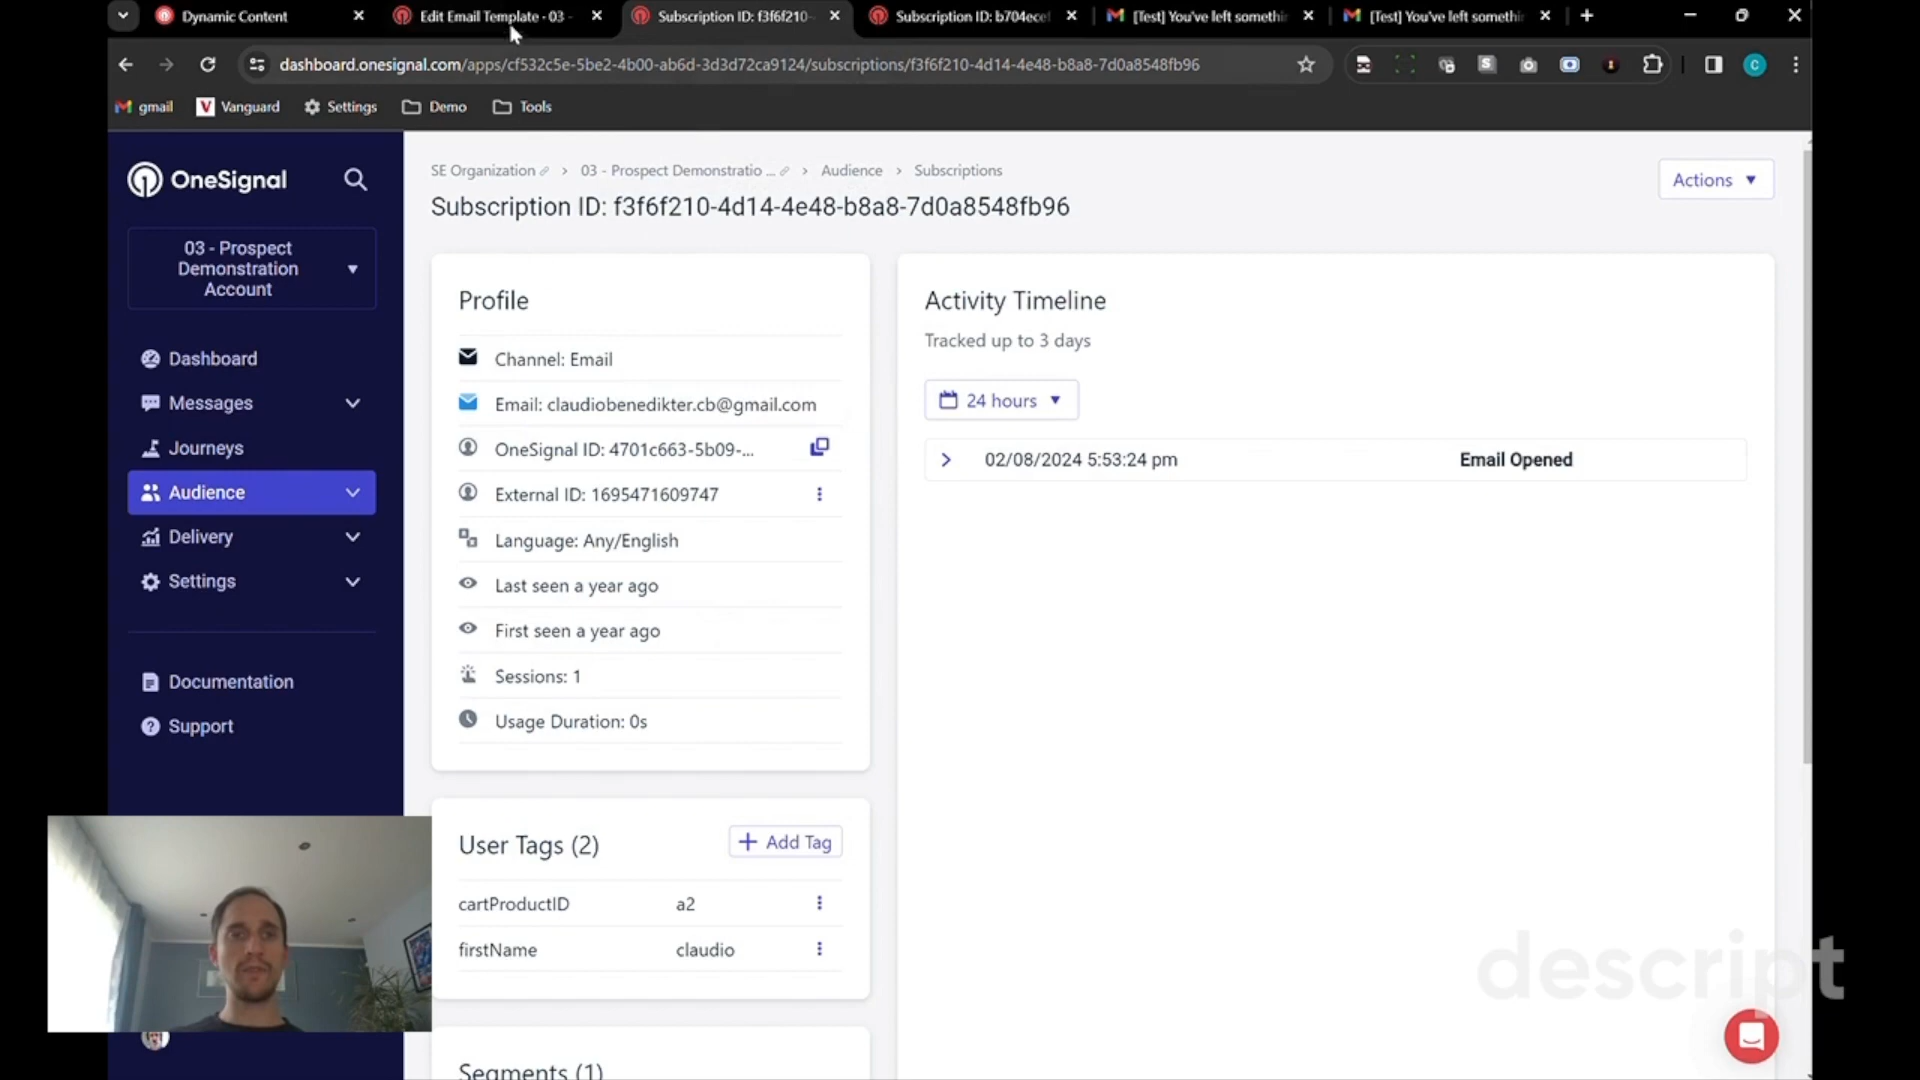 Dynamic Content
Edit Email Template · 03 -
Subscription ID: f3f6f210-
Subscription ID: b704ecef
[Test] You've left somethi
[Test] You've left somethi
dashboard.onesignal.com/apps/cf532c5e-5be2-4b00-ab6d-3d3d72ca9124/subscriptions/f3f6f210-4d14-4e48-b8a8-7d0a8548fb96
gmail
Vanguard
Settings
Demo
Tools
OneSignal
03 - Prospect
Demonstration
Account
Dashboard
Messages
Journeys
Audience
Delivery
Settings
Documentation
Support
SE Organization > 03 - Prospect Demonstratio ... > Audience > Subscriptions
Subscription ID: f3f6f210-4d14-4e48-b8a8-7d0a8548fb96
Actions
Profile
Channel: Email
Email: claudiobenedikter.cb@gmail.com
OneSignal ID: 4701c663-5b09-...
External ID: 1695471609747
Language: Any/English
Last seen a year ago
First seen a year ago
Sessions: 1
Usage Duration: 0s
User Tags (2)
+ Add Tag
cartProductID a2
firstName claudio
Segments (1)
Activity Timeline
Tracked up to 3 days
24 hours
02/08/2024 5:53:24 pm Email Opened
descript